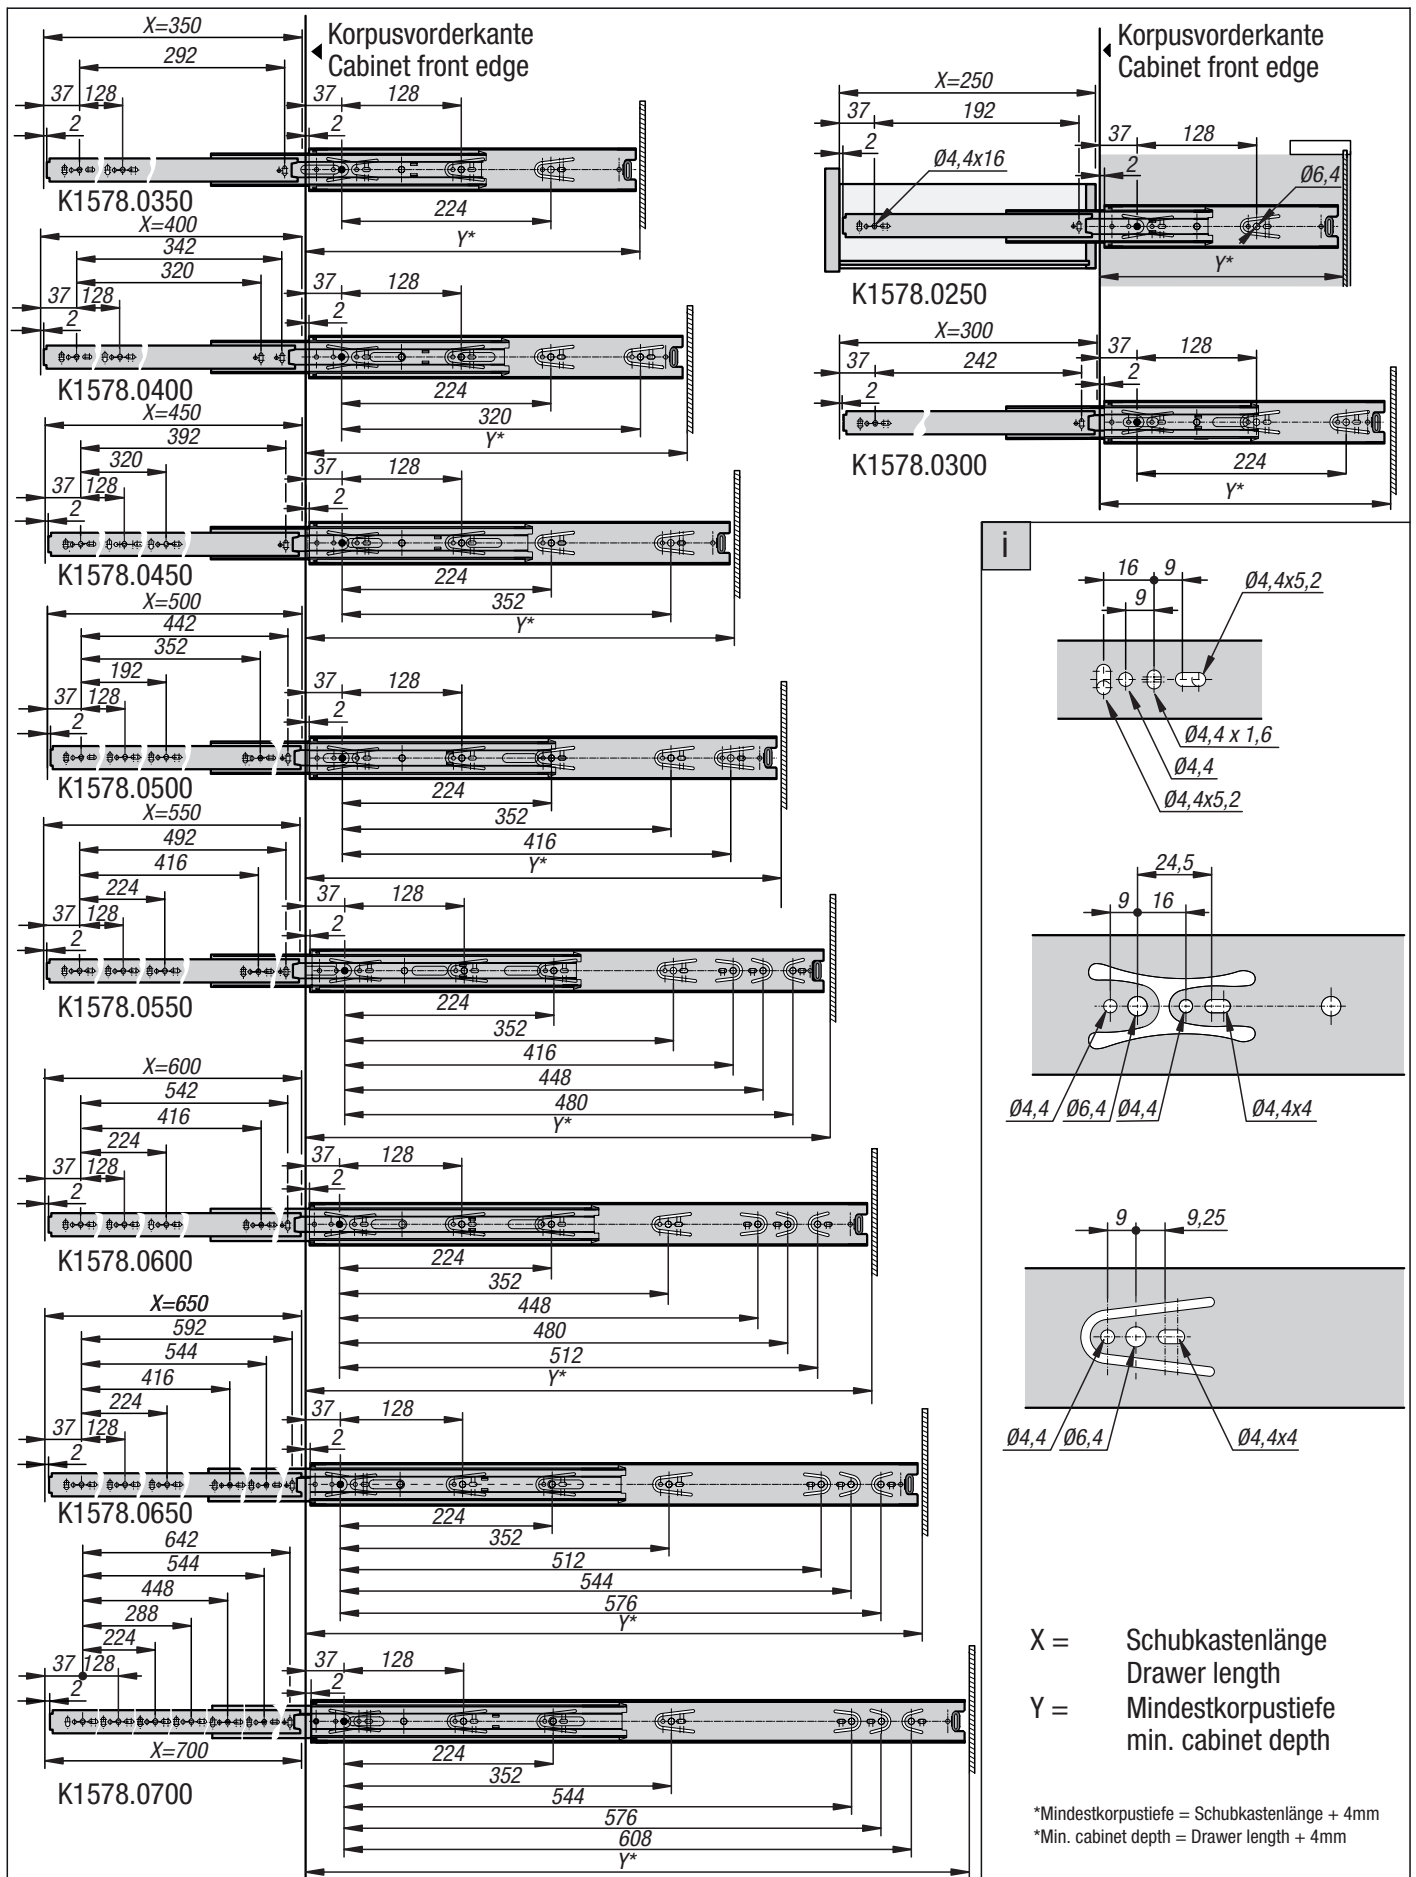 X=350
Korpusvorderkante
Cabinet front edge
292
37 128 37 128
2 2
K1578.0350
224
Y*
X=400
342
320
37 128 37 128
2 2
K1578.0400
224
320
Y*
X=450
392
320
37 128 37 128
2 2
K1578.0450
224
352
Y*
X=500
442
352
192
37 128 37 128
2 2
K1578.0500
224
352
416
Y*
X=550
492
416
224
37 128 37 128
2 2
K1578.0550
224
352
416
448
480
Y*
X=600
542
416
224
37 128 37 128
2 2
K1578.0600
224
352
448
480
512
Y*
X=650
592
544
416
224
37 128 37 128
2 2
K1578.0650
224
352
512
544
576
Y*
642
544
448
288
224
37 128 37 128
2 2
X=700
K1578.0700
224
352
544
576
608
Y*
Korpusvorderkante
Cabinet front edge
X=250
37 192 37 128
2 Ø4,4x16 2 Ø6,4
Y*
K1578.0250
X=300
37 242 37 128
2 2
K1578.0300
224
Y*
i
16 9
9 Ø4,4x5,2
Ø4,4 x 1,6
Ø4,4
Ø4,4x5,2
24,5
9 16
Ø4,4 Ø6,4 Ø4,4 Ø4,4x4
9 9,25
Ø4,4 Ø6,4 Ø4,4x4
X = Schubkastenlänge
Drawer length
Y = Mindestkorpustiefe
min. cabinet depth
*Mindestkorpustiefe = Schubkastenlänge + 4mm
*Min. cabinet depth = Drawer length + 4mm